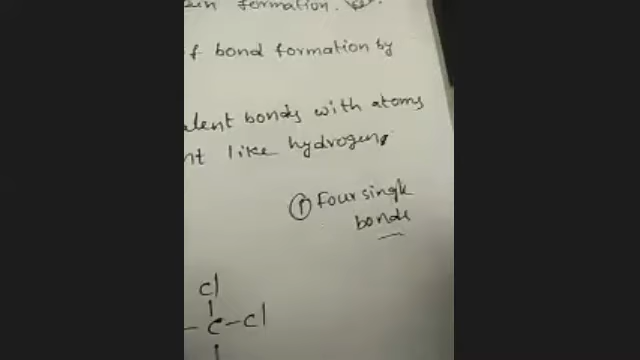 formation.
f bond formation by
alent bonds with atoms
nt like hydrogen,
① Four single
bonds
Cl
C-Cl